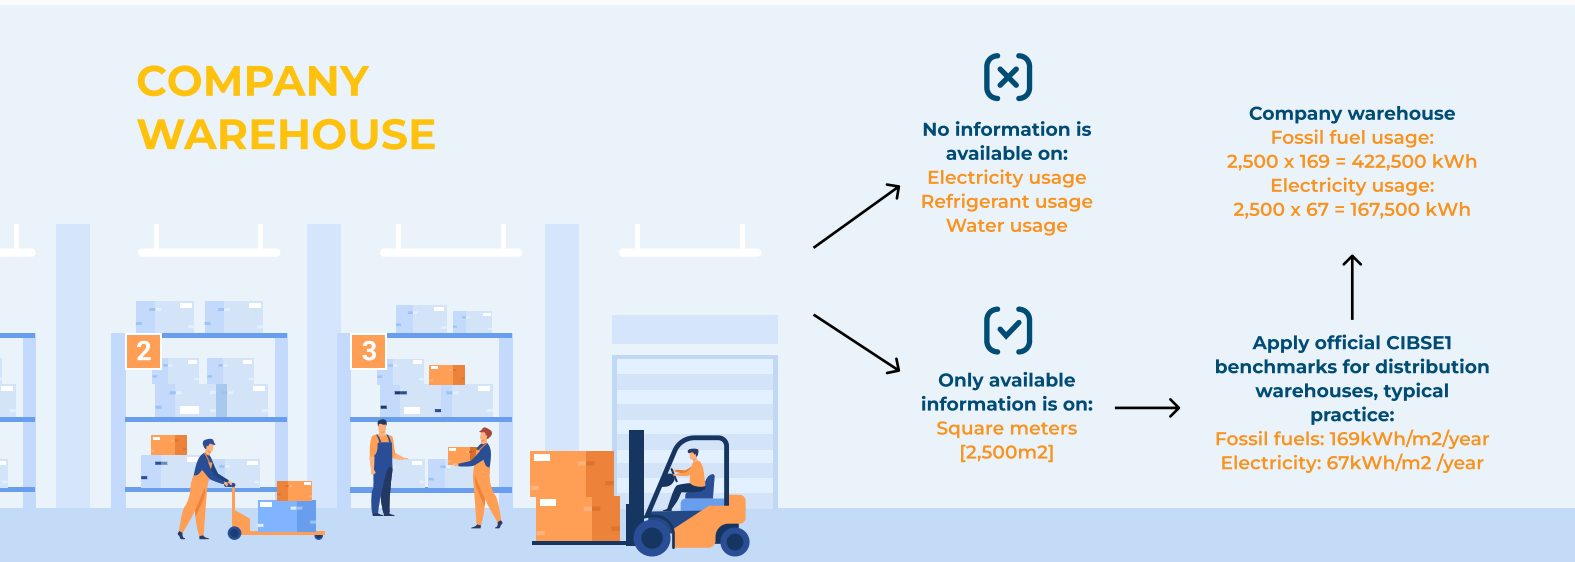 COMPANY
WAREHOUSE
2
3
No information is
available on:
Electricity usage
Refrigerant usage
Water usage
Only available
information is on:
Square meters
[2,500m2]
Apply official CIBSE1
benchmarks for distribution
warehouses, typical
practice:
Fossil fuels: 169kWh/m2/year
Electricity: 67kWh/m2 /year
Company warehouse
Fossil fuel usage:
2,500 x 169 = 422,500 kWh
Electricity usage:
2,500 x 67 = 167,500 kWh